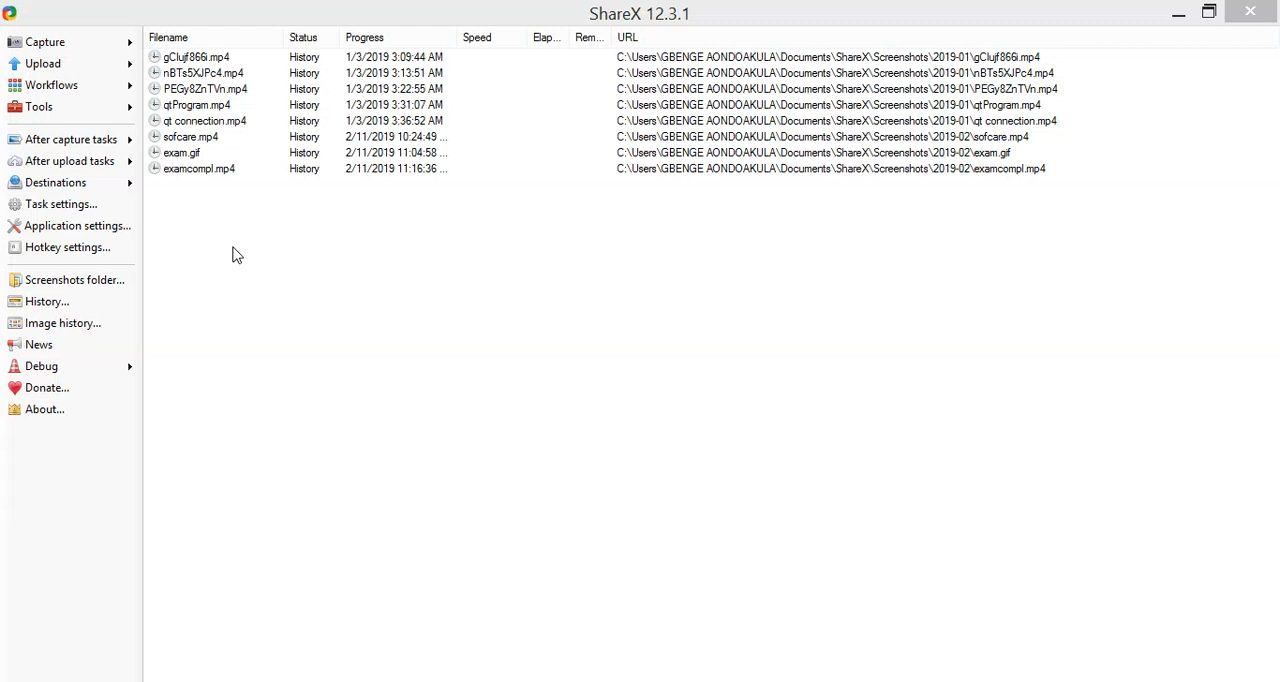 ShareX 12.3.1
Capture
Upload
Workflows
Tools
After capture tasks
After upload tasks
Destinations
Task settings...
Application settings...
Hotkey settings...
Screenshots folder...
History...
Image history...
News
Debug
Donate...
About...
Filename Status Progress Speed Elap... Rem... URL
gClujf866i.mp4 History 1/3/2019 3:09:44 AM C:\Users\GBENGE AONDOAKULA\Documents\ShareX\Screenshots\2019-01\gClujf866i.mp4
nBTs5XJPc4.mp4 History 1/3/2019 3:13:51 AM C:\Users\GBENGE AONDOAKULA\Documents\ShareX\Screenshots\2019-01\nBTs5XJPc4.mp4
PEGy8ZnTVn.mp4 History 1/3/2019 3:22:55 AM C:\Users\GBENGE AONDOAKULA\Documents\ShareX\Screenshots\2019-01\PEGy8ZnTVn.mp4
qtProgram.mp4 History 1/3/2019 3:31:07 AM C:\Users\GBENGE AONDOAKULA\Documents\ShareX\Screenshots\2019-01\qtProgram.mp4
qt connection.mp4 History 1/3/2019 3:36:52 AM C:\Users\GBENGE AONDOAKULA\Documents\ShareX\Screenshots\2019-01\qt connection.mp4
sofcare.mp4 History 2/11/2019 10:24:49 ... C:\Users\GBENGE AONDOAKULA\Documents\ShareX\Screenshots\2019-02\sofcare.mp4
exam.gif History 2/11/2019 11:04:58 ... C:\Users\GBENGE AONDOAKULA\Documents\ShareX\Screenshots\2019-02\exam.gif
examcompl.mp4 History 2/11/2019 11:16:36 ... C:\Users\GBENGE AONDOAKULA\Documents\ShareX\Screenshots\2019-02\examcompl.mp4